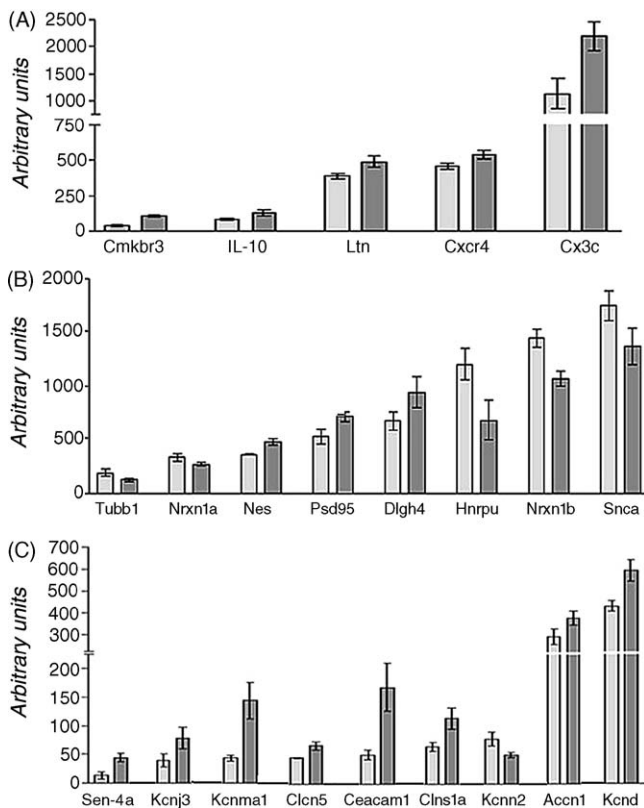 (A)
Arbitrary units
2500
2000
1500
1000
750
500
250
0
Cmkbr3 IL-10 Ltn Cxcr4 Cx3c
(B)
Arbitrary units
2000
1500
1000
500
0
Tubb1 Nrxn1a Nes Psd95 Dlgh4 Hnrpu Nrxn1b Snca
(C)
Arbitrary units
700
600
500
400
300
200
150
100
50
0
Sen-4a Kcnj3 Kcnma1 Clcn5 Ceacam1 Clns1a Kcnn2 Accn1 Kcnd